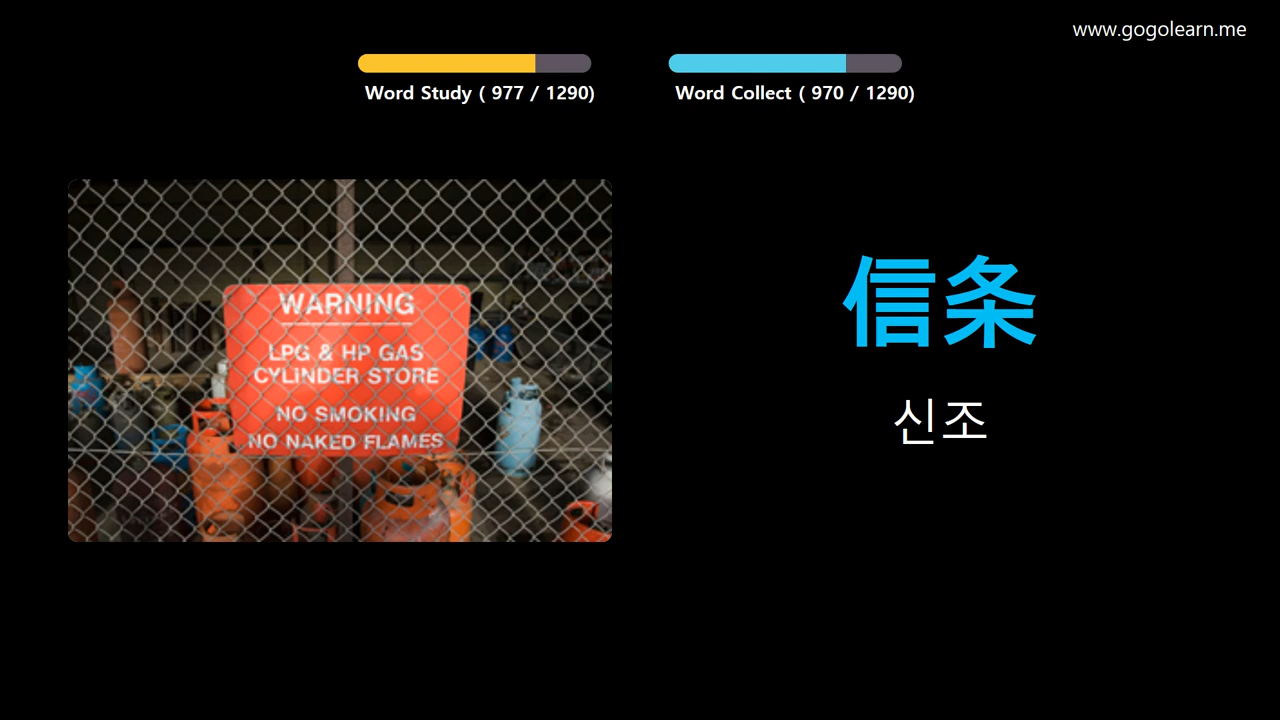 www.gogolearn.me
Word Study ( 977 / 1290)
Word Collect ( 970 / 1290)
WARNING
LPG & HP GAS
CYLINDER STORE
NO SMOKING
NO NAKED FLAMES
信条
신조